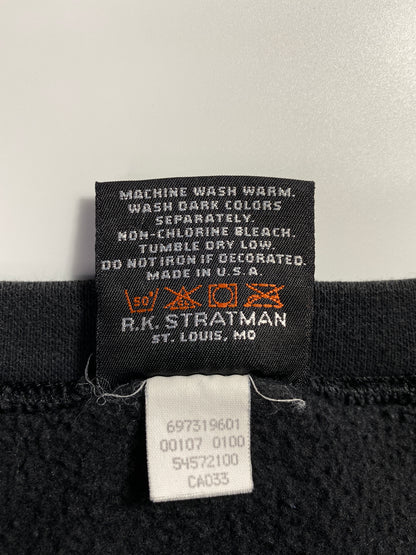 MACHINE WASH WARM.
WASH DARK COLORS
SEPARATELY.
NON-CHLORINE BLEACH.
TUMBLE DRY LOW.
DO NOT IRON IF DECORATED.
MADE IN U.S.A.
50°
R.K. STRATMAN
ST. LOUIS, MO
697319601
00107 0100
54572100
CA033